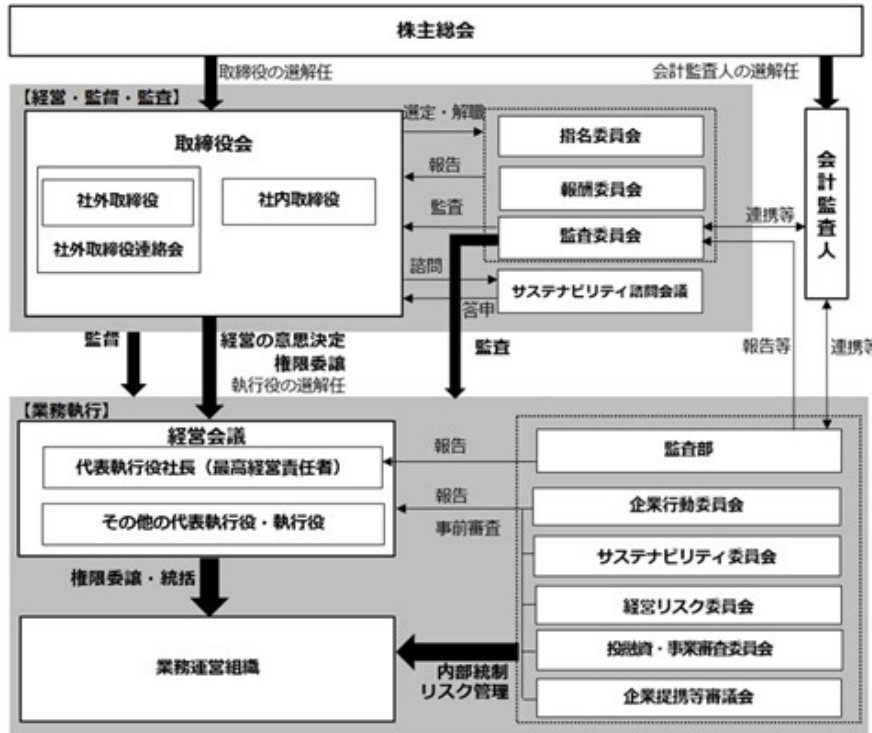 株主総会
取締役の選解任
会計監査人の選解任
【経営・監督・監査】
取締役会
社外取締役
社外取締役連絡会
社内取締役
選定・解職
報告
監査
諮問
答申
指名委員会
報酬委員会
監査委員会
サステナビリティ諮問会議
連携等
会計監査人
監督
経営の意思決定
権限委譲
執行役の選解任
監査
報告等
連携等
【業務執行】
経営会議
代表執行役社長（最高経営責任者）
その他の代表執行役・執行役
報告
報告
事前審査
監査部
企業行動委員会
サステナビリティ委員会
経営リスク委員会
投融資・事業審査委員会
企業提携等審議会
権限委譲・統括
業務運営組織
内部統制
リスク管理